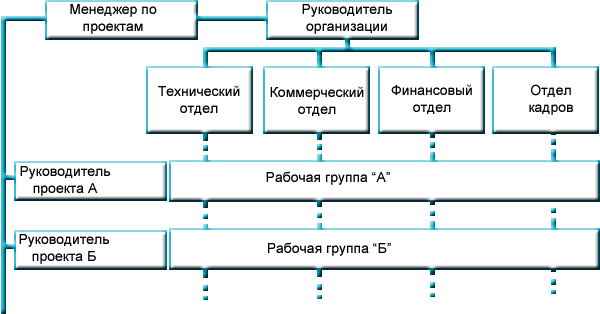 Менеджер по
проектам
Руководитель
организации
Технический
отдел
Коммерческий
отдел
Финансовый
отдел
Отдел
кадров
Руководитель
проекта А
Рабочая группа “А”
Руководитель
проекта Б
Рабочая группа “Б”